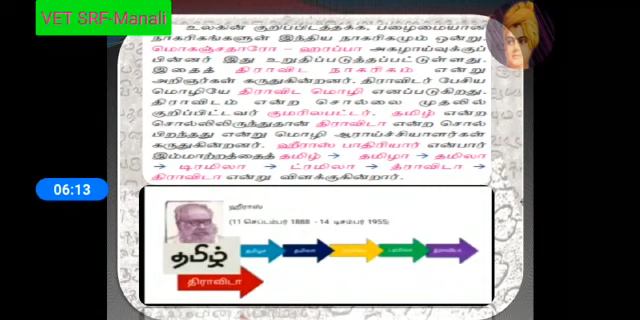 VET SRF-Manali
உலகின் குறிப்பிடத்தக்க, பழைமையான
நாகரிகங்களுள் இந்திய நாகரிகமும் ஒன்று.
மொகஞ்சதாரோ – ஹரப்பா அகழாய்வுக்குப்
பின்னர் இது உறுதிப்படுத்தப்பட்டுள்ளது.
இதைத் திராவிட நாகரிகம் என்று
அறிஞர்கள் கருதுகின்றனர். திராவிடர் பேசிய
மொழியே திராவிட மொழி எனப்படுகிறது.
திராவிடம் என்ற சொல்லை முதலில்
குறிப்பிட்டவர் குமரிலபட்டர். தமிழ் என்ற
சொல்லிலிருந்துதான் திராவிடா என்ற சொல்
பிறந்தது என்று மொழி ஆராய்ச்சியாளர்கள்
கருதுகின்றனர். ஹீராஸ் பாதிரியார் என்பார்
இம்மாற்றத்தைத் தமிழ் → தமிழா → தமிலா
→ டிரமிலா → ட்ரமிலா → த்ராவிடா →
திராவிடா என்று விளக்குகின்றார்.
06:13
ஹீராஸ்
(11 செப்டம்பர் 1888 - 14 டிசம்பர் 1955)
தமிழ்
திராவிடா